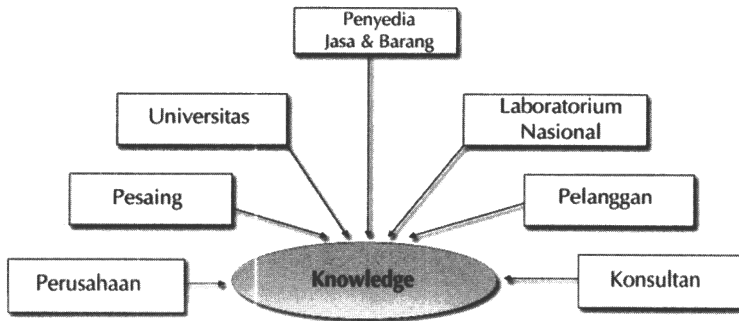 Penyedia
Jasa & Barang
Universitas
Laboratorium
Nasional
Pesaing
Pelanggan
Perusahaan
Knowledge
Konsultan